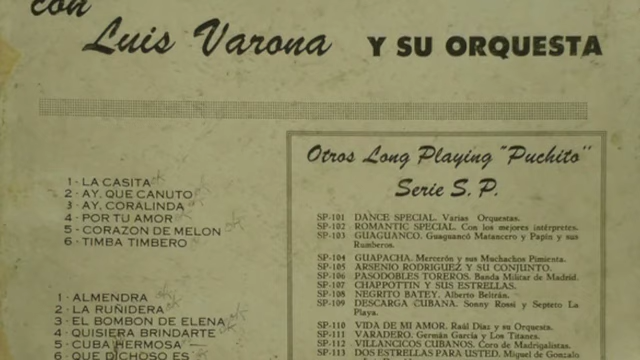 con
Luis Varona Y SU ORQUESTA
1 - LA CASITA
2 - AY, QUE CANUTO
3 - AY, CORALINDA
4 - POR TU AMOR
5 - CORAZON DE MELON
6 - TIMBA TIMBERO
1 - ALMENDRA
2 - LA RUÑIDERA
3 - EL BOMBON DE ELENA
4 - QUISIERA BRINDARTE
5 - CUBA HERMOSA
6 - QUE DICHOSO ES
Otros Long Playing "Puchito"
Serie S. P.
SP-101 DANCE SPECIAL. Varias Orquestas.
SP-102 ROMANTIC SPECIAL. Con los mejores intérpretes.
SP-103 GUAGUANCO. Guaguancó Matancero y Papín y sus
Rumberos.
SP-104 GUAPACHA. Mercerón y sus Muchachos Pimienta.
SP-105 ARSENIO RODRIGUEZ Y SU CONJUNTO.
SP-106 PASODOBLES TOREROS. Banda Militar de Madrid.
SP-107 CHAPPOTTIN Y SUS ESTRELLAS.
SP-108 NEGRITO BATEY. Alberto Beltrán.
SP-109 DESCARGA CUBANA. Sonny Rossi y Septeto La
Playa.
SP-110 VIDA DE MI AMOR. Raúl Díaz y su Orquesta.
SP-111 VARADERO. Germán García y Los Titanes.
SP-112 VILLANCICOS CUBANOS. Coro de Madrigalistas.
SP-113 DOS ESTRELLAS PARA USTED. Miguel de Gonzalo